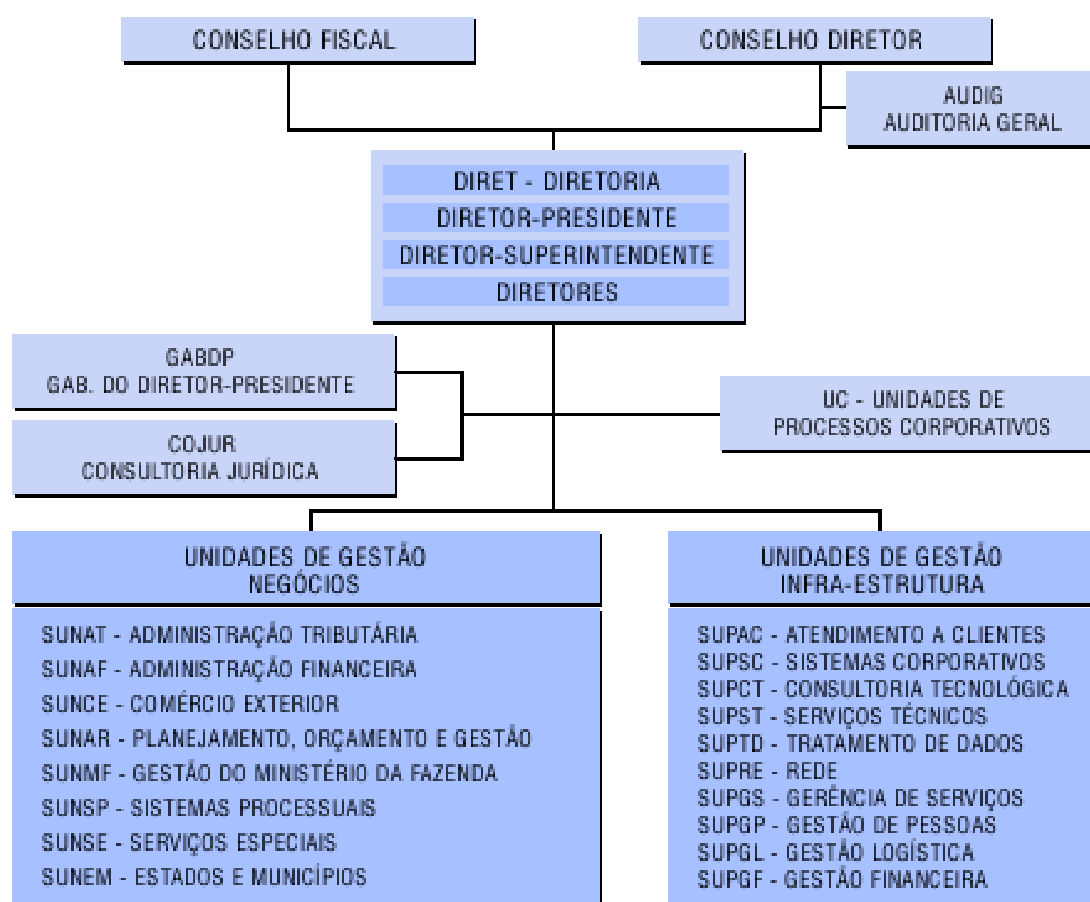 CONSELHO FISCAL
CONSELHO DIRETOR
AUDIG
AUDITORIA GERAL
DIRET - DIRETORIA
DIRETOR-PRESIDENTE
DIRETOR-SUPERINTENDENTE
DIRETORES
GABDP
GAB. DO DIRETOR-PRESIDENTE
COJUR
CONSULTORIA JURÍDICA
UC - UNIDADES DE
PROCESSOS CORPORATIVOS
UNIDADES DE GESTÃO
NEGÓCIOS
SUNAT - ADMINISTRAÇÃO TRIBUTÁRIA
SUNAF - ADMINISTRAÇÃO FINANCEIRA
SUNCE - COMÉRCIO EXTERIOR
SUNAR - PLANEJAMENTO, ORÇAMENTO E GESTÃO
SUNMF - GESTÃO DO MINISTÉRIO DA FAZENDA
SUNSP - SISTEMAS PROCESSUAIS
SUNSE - SERVIÇOS ESPECIAIS
SUNEM - ESTADOS E MUNICÍPIOS
UNIDADES DE GESTÃO
INFRA-ESTRUTURA
SUPAC - ATENDIMENTO A CLIENTES
SUPSC - SISTEMAS CORPORATIVOS
SUPCT - CONSULTORIA TECNOLÓGICA
SUPST - SERVIÇOS TÉCNICOS
SUPTD - TRATAMENTO DE DADOS
SUPRE - REDE
SUPGS - GERÊNCIA DE SERVIÇOS
SUPGP - GESTÃO DE PESSOAS
SUPGL - GESTÃO LOGÍSTICA
SUPGF - GESTÃO FINANCEIRA